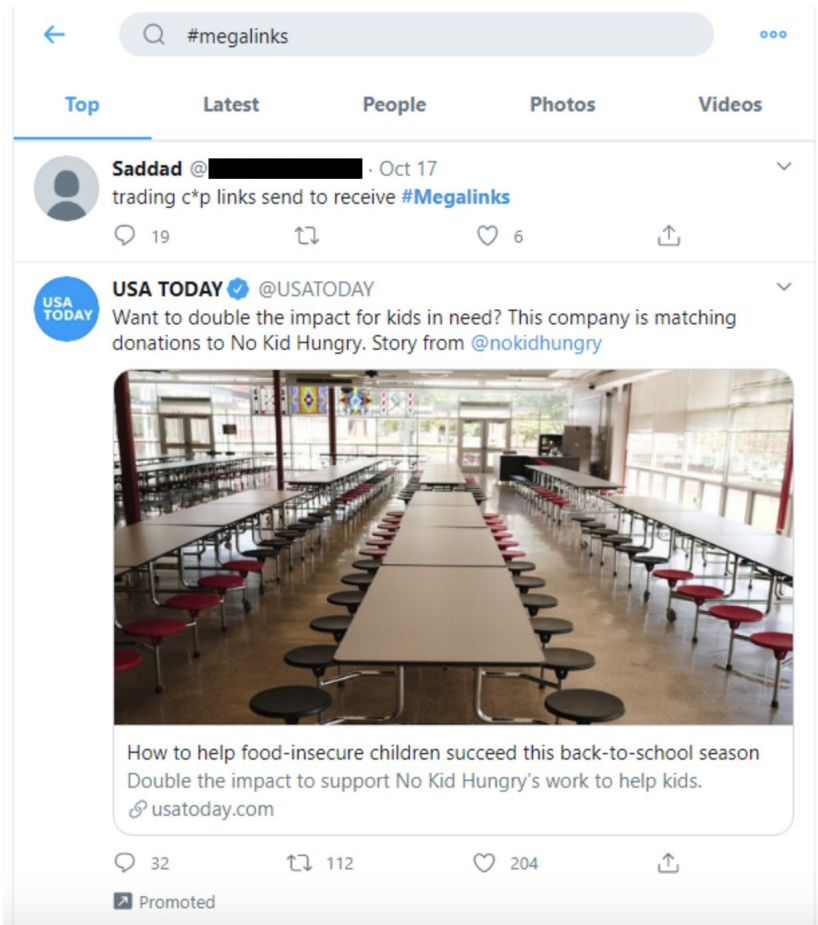 #megalinks
Top Latest People Photos Videos
Saddad @ · Oct 17
trading c*p links send to receive #Megalinks
19 6
USA TODAY @USATODAY
USA
TODAY
Want to double the impact for kids in need? This company is matching
donations to No Kid Hungry. Story from @nokidhungry
How to help food-insecure children succeed this back-to-school season
Double the impact to support No Kid Hungry's work to help kids.
usatoday.com
32 112 204
Promoted